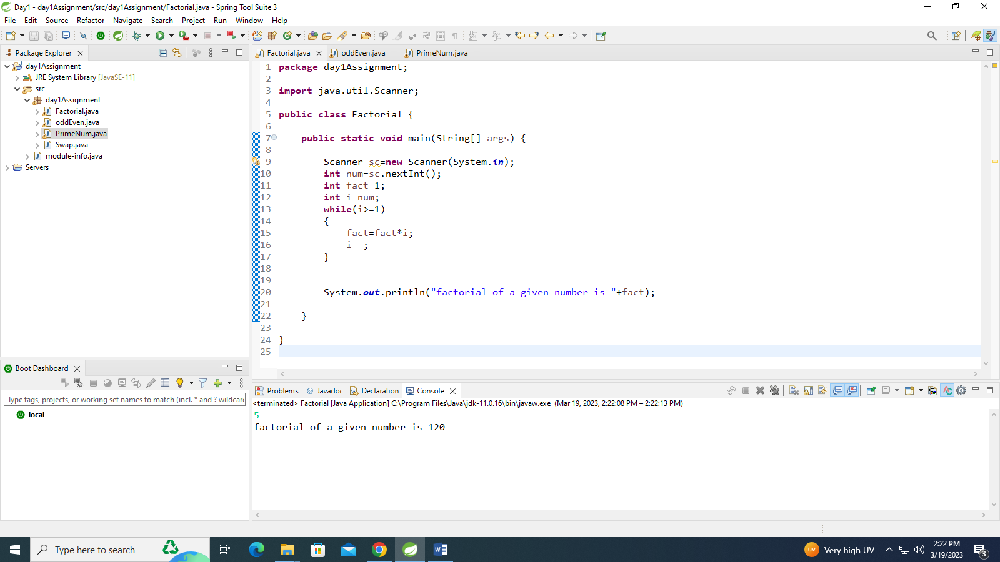 Day1 - day1Assignment/src/day1Assignment/Factorial.java - Spring Tool Suite 3
File Edit Source Refactor Navigate Search Project Run Window Help
Package Explorer
day1Assignment
JRE System Library [JavaSE-11]
src
day1Assignment
Factorial.java
oddEven.java
PrimeNum.java
Swap.java
module-info.java
Servers
Factorial.java oddEven.java PrimeNum.java
1 package day1Assignment;
2
3 import java.util.Scanner;
4
5 public class Factorial {
6
7 public static void main(String[] args) {
8
9 Scanner sc=new Scanner(System.in);
10 int num=sc.nextInt();
11 int fact=1;
12 int i=num;
13 while(i>=1)
14 {
15 fact=fact*i;
16 i--;
17 }
18
19
20 System.out.println("factorial of a given number is "+fact);
21
22 }
23
24 }
25
Boot Dashboard
Type tags, projects, or working set names to match (incl. * and ? wildcard
local
Problems @ Javadoc Declaration Console
<terminated> Factorial [Java Application] C:\Program Files\Java\jdk-11.0.16\bin\javaw.exe (Mar 19, 2023, 2:22:08 PM – 2:22:13 PM)
5
factorial of a given number is 120
Type here to search
UV Very high UV
2:22 PM
3/19/2023
3